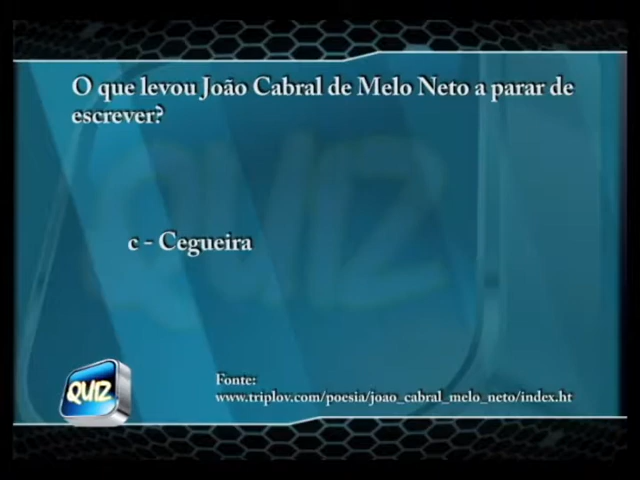 O que levou João Cabral de Melo Neto a parar de
escrever?
QUIZ
c - Cegueira
QUIZ
Fonte:
www.triplov.com/poesia/joao_cabral_melo_neto/index.ht